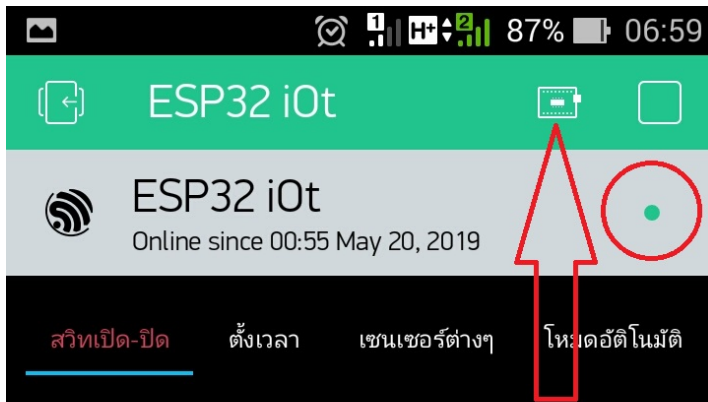 1 H+ 2 87% 06:59
ESP32 iOt
ESP32 iOt
Online since 00:55 May 20, 2019
สวิทเปิด-ปิด ตั้งเวลา เซนเซอร์ต่างๆ โหมดอัติโนมัติ